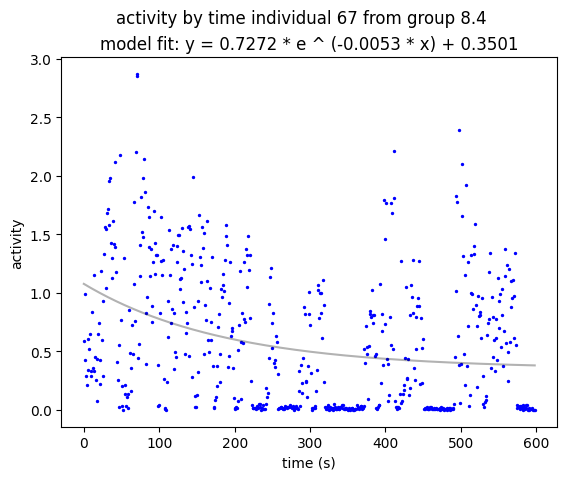 activity by time individual 67 from group 8.4
model fit: y = 0.7272 * e ^ (-0.0053 * x) + 0.3501
3.0
2.5
2.0
1.5
1.0
0.5
0.0
activity
0 100 200 300 400 500 600
time (s)